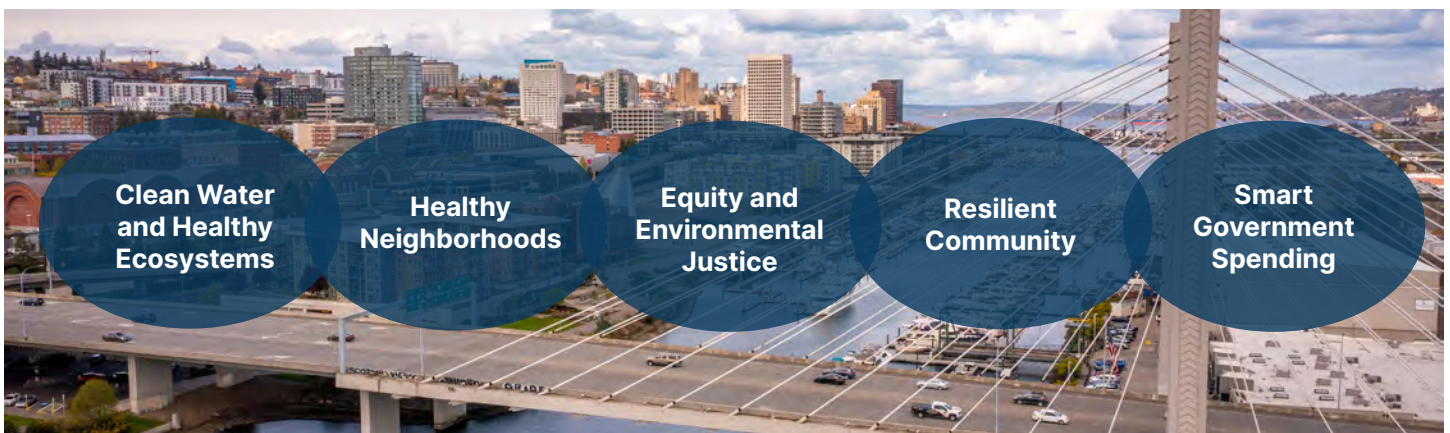 Clean Water
and Healthy
Ecosystems
Healthy
Neighborhoods
Equity and
Environmental
Justice
Resilient
Community
Smart
Government
Spending